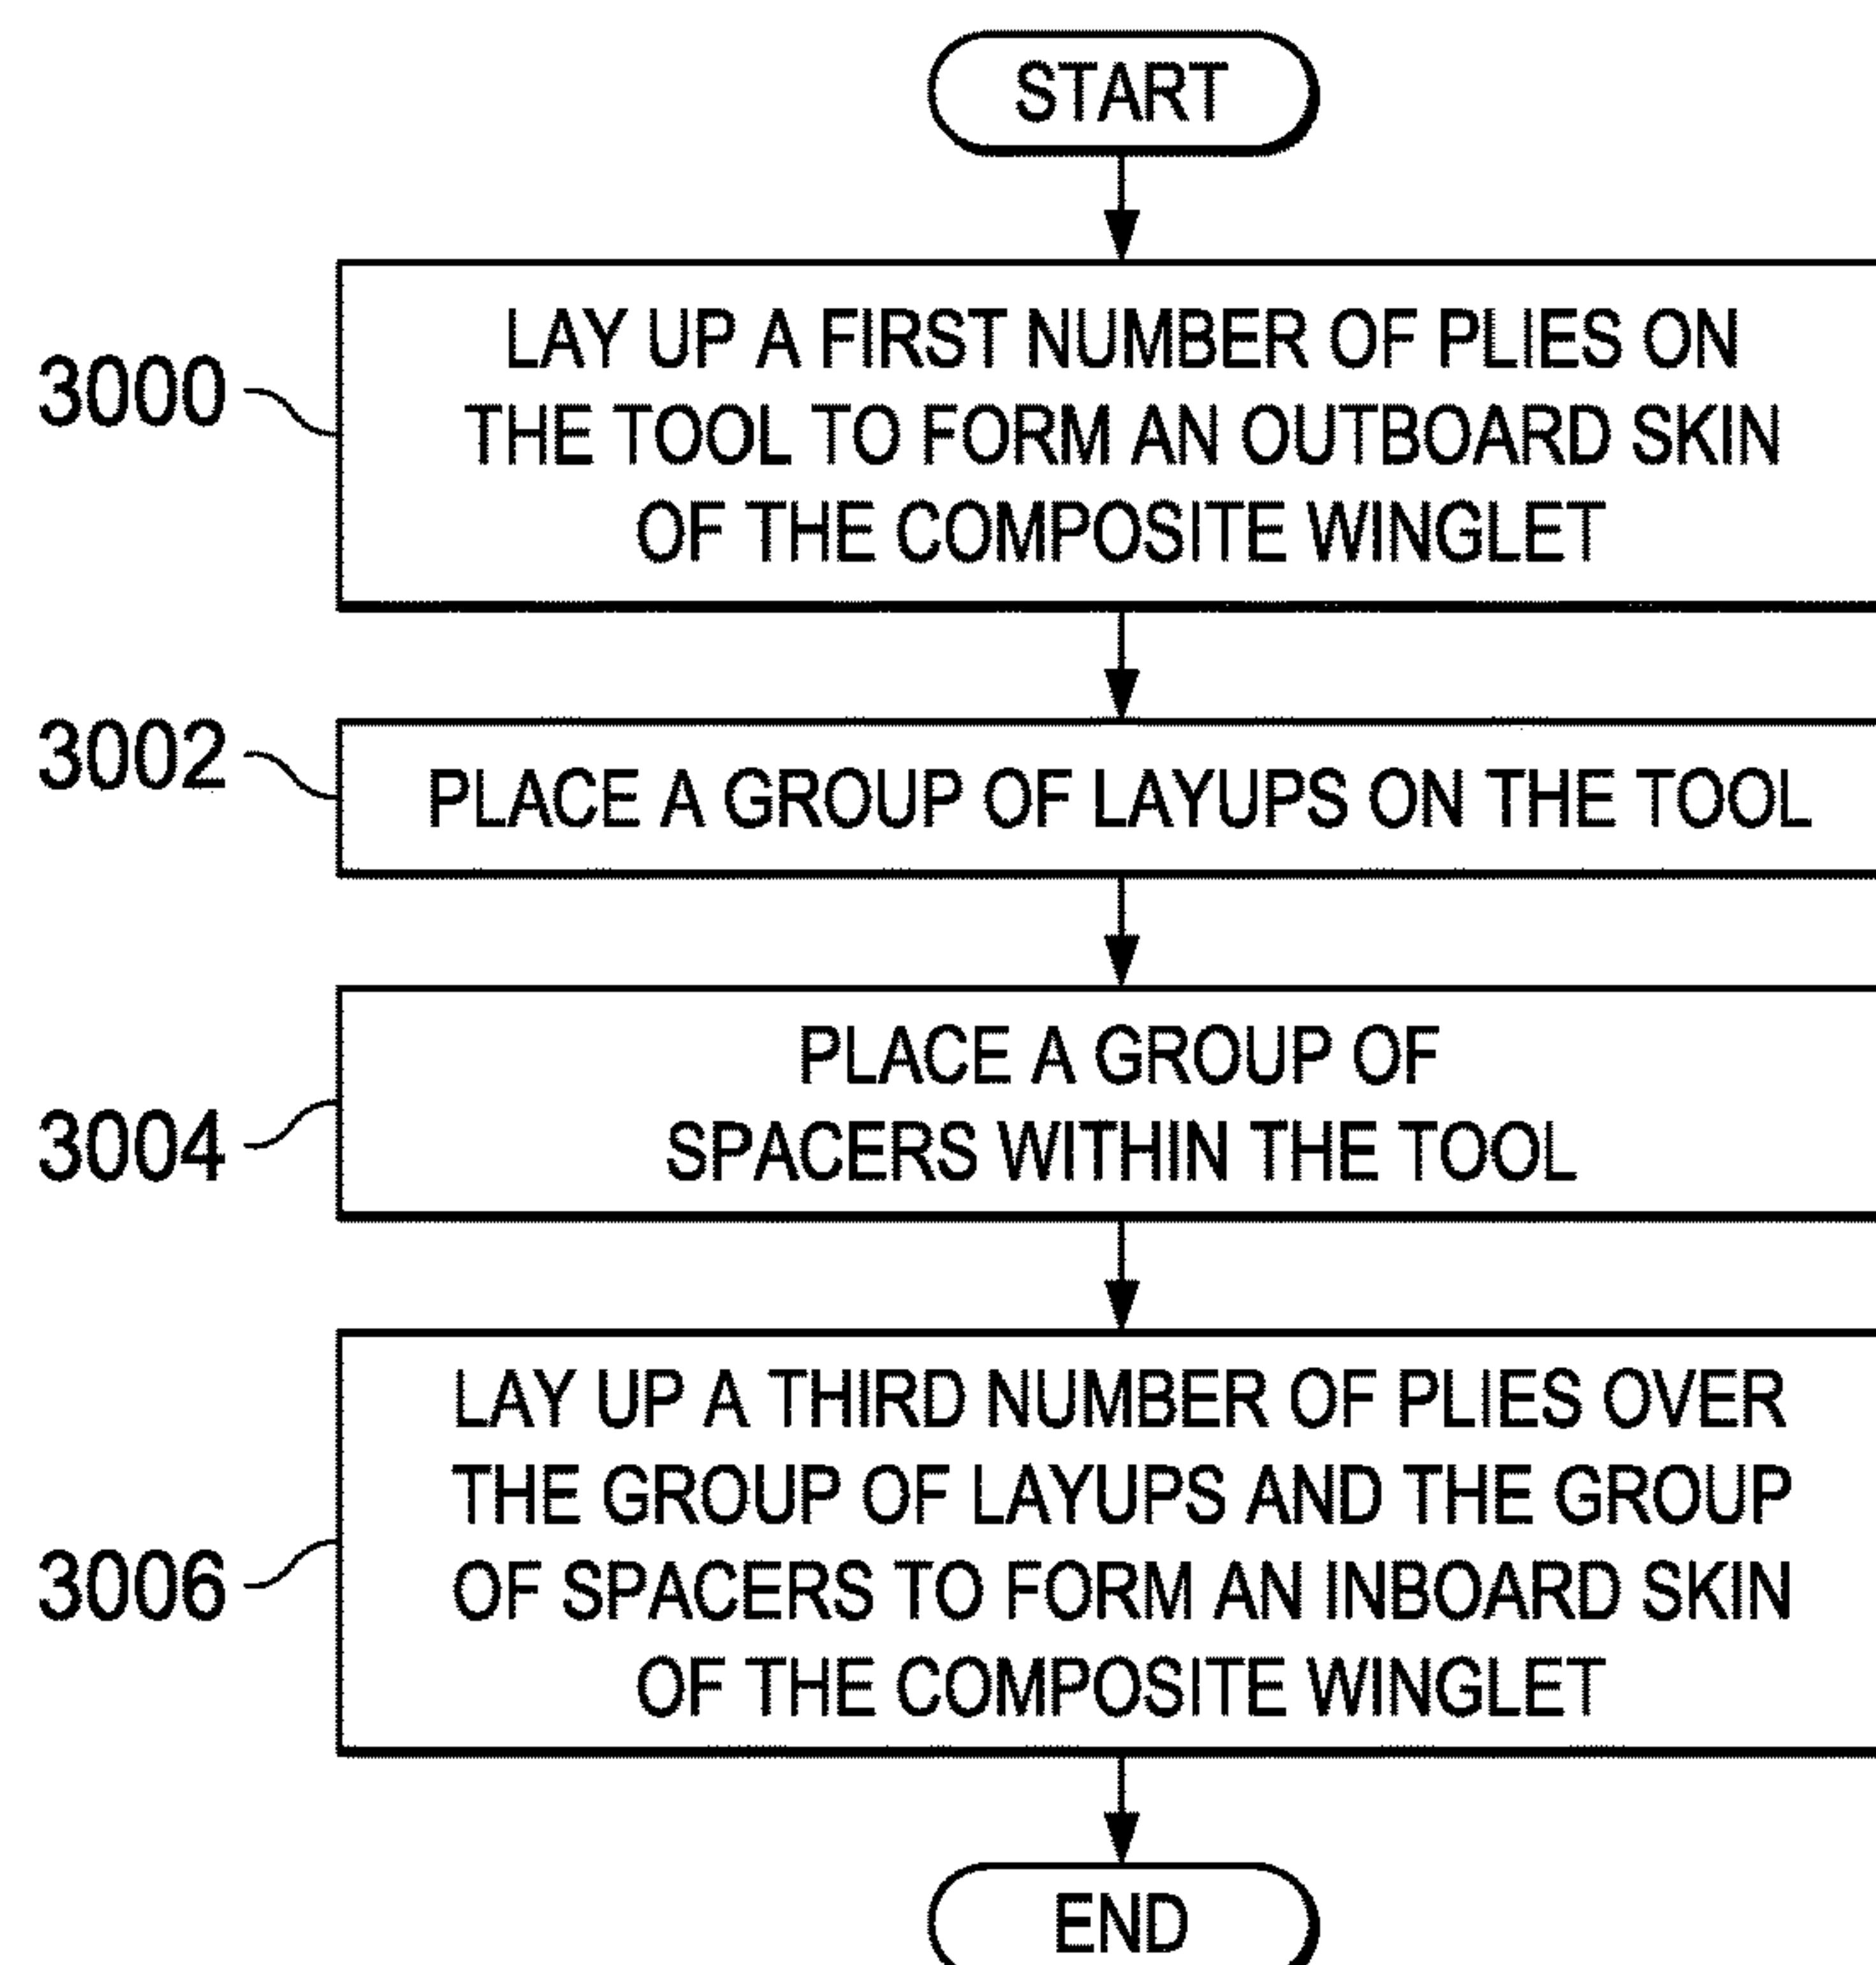 START
3000
LAY UP A FIRST NUMBER OF PLIES ON
THE TOOL TO FORM AN OUTBOARD SKIN
OF THE COMPOSITE WINGLET
3002
PLACE A GROUP OF LAYUPS ON THE TOOL
3004
PLACE A GROUP OF
SPACERS WITHIN THE TOOL
3006
LAY UP A THIRD NUMBER OF PLIES OVER
THE GROUP OF LAYUPS AND THE GROUP
OF SPACERS TO FORM AN INBOARD SKIN
OF THE COMPOSITE WINGLET
END